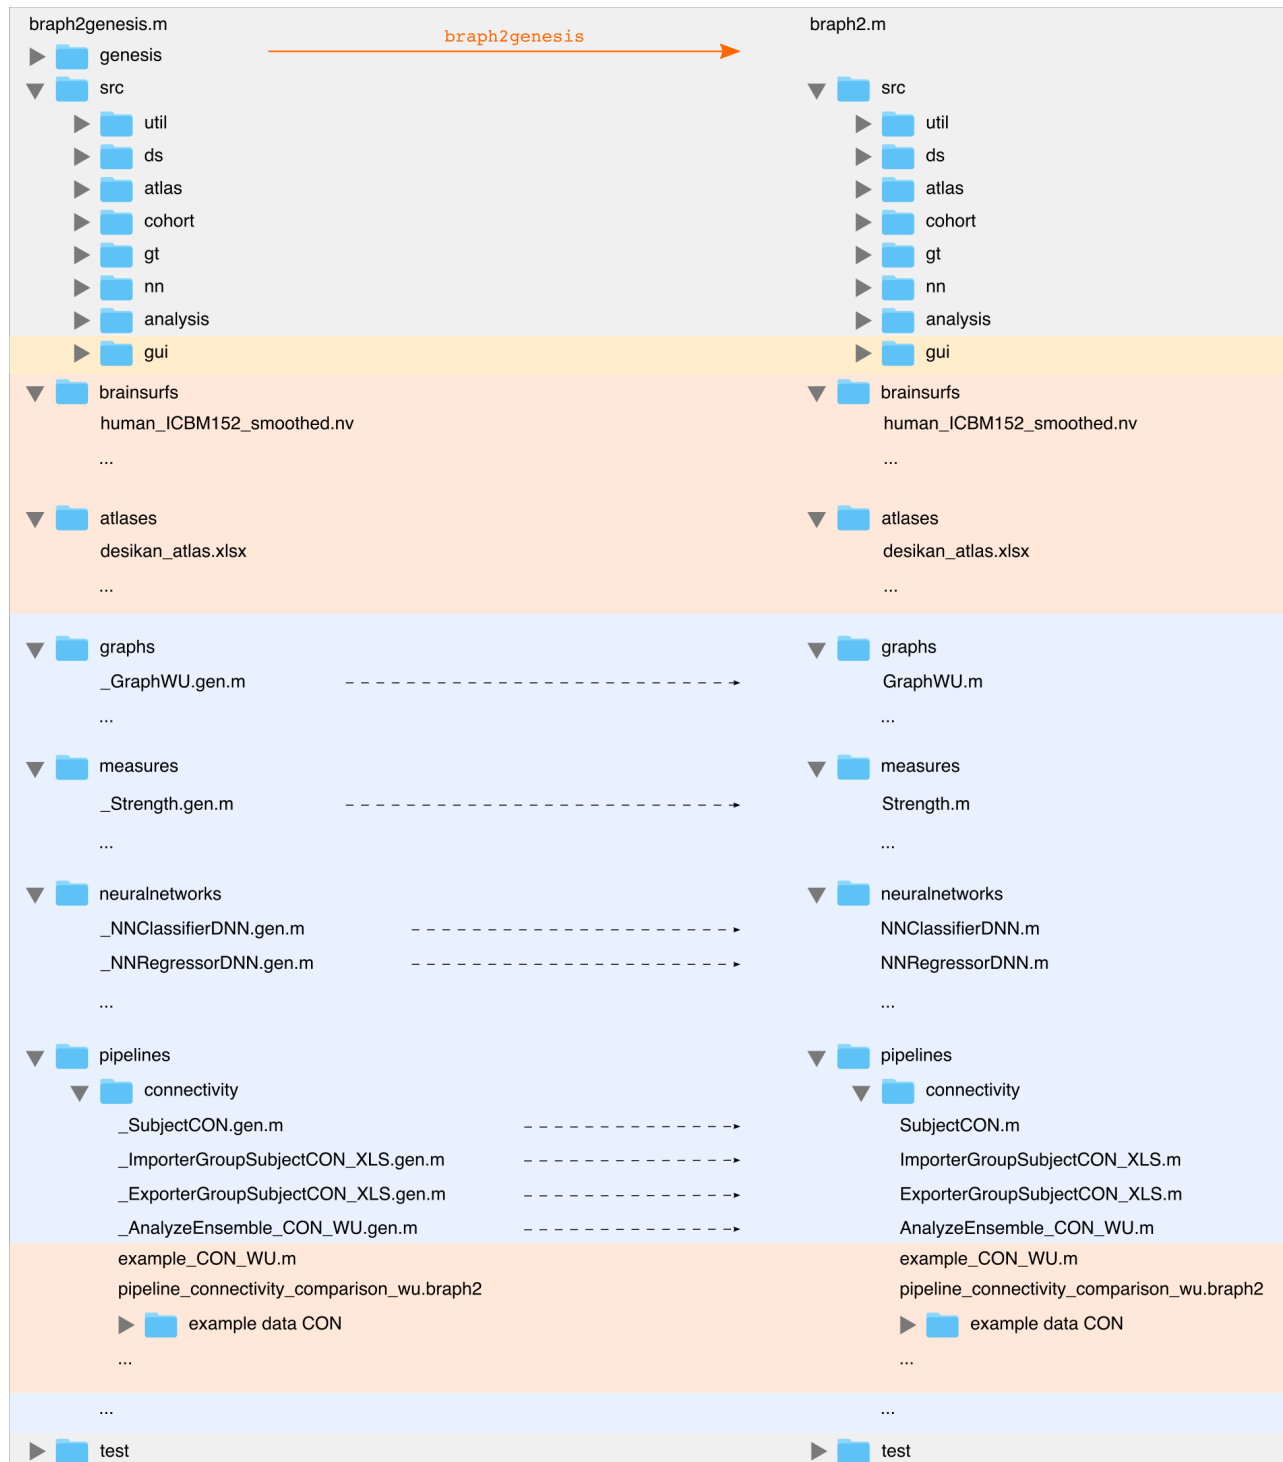 braph2genesis.m braph2.m
braph2genesis
genesis
src src
util util
ds ds
atlas atlas
cohort cohort
gt gt
nn nn
analysis analysis
gui gui
brainsurfs brainsurfs
human_ICBM152_smoothed.nv human_ICBM152_smoothed.nv
... ...
atlases atlases
desikan_atlas.xlsx desikan_atlas.xlsx
... ...
graphs graphs
_GraphWU.gen.m GraphWU.m
... ...
measures measures
_Strength.gen.m Strength.m
... ...
neuralnetworks neuralnetworks
_NNClassifierDNN.gen.m NNClassifierDNN.m
_NNRegressorDNN.gen.m NNRegressorDNN.m
... ...
pipelines pipelines
connectivity connectivity
_SubjectCON.gen.m SubjectCON.m
_ImporterGroupSubjectCON_XLS.gen.m ImporterGroupSubjectCON_XLS.m
_ExporterGroupSubjectCON_XLS.gen.m ExporterGroupSubjectCON_XLS.m
_AnalyzeEnsemble_CON_WU.gen.m AnalyzeEnsemble_CON_WU.m
example_CON_WU.m example_CON_WU.m
pipeline_connectivity_comparison_wu.braph2 pipeline_connectivity_comparison_wu.braph2
example data CON example data CON
... ...
... ...
test test